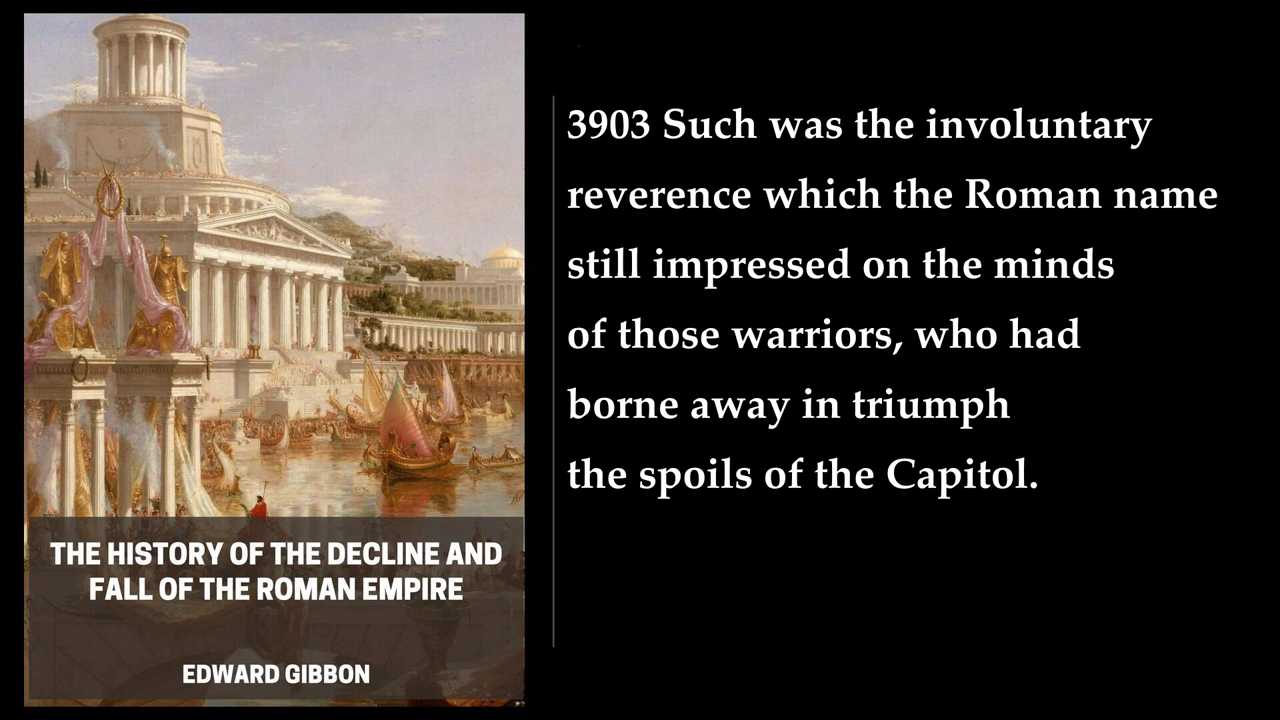 3903 Such was the involuntary
reverence which the Roman name
still impressed on the minds
of those warriors, who had
borne away in triumph
the spoils of the Capitol.
THE HISTORY OF THE DECLINE AND
FALL OF THE ROMAN EMPIRE
EDWARD GIBBON